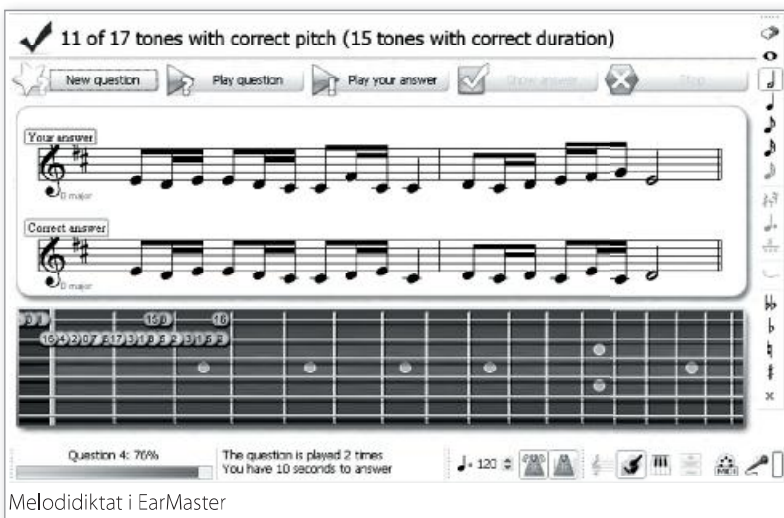 11 of 17 tones with correct pitch (15 tones with correct duration)
New question Play question Play your answer Show answer Stop
Your answer
D major
Correct answer
D major
Question 4: 76%
The question is played 2 times
You have 10 seconds to answer
120
MIDI
Melodidiktat i EarMaster